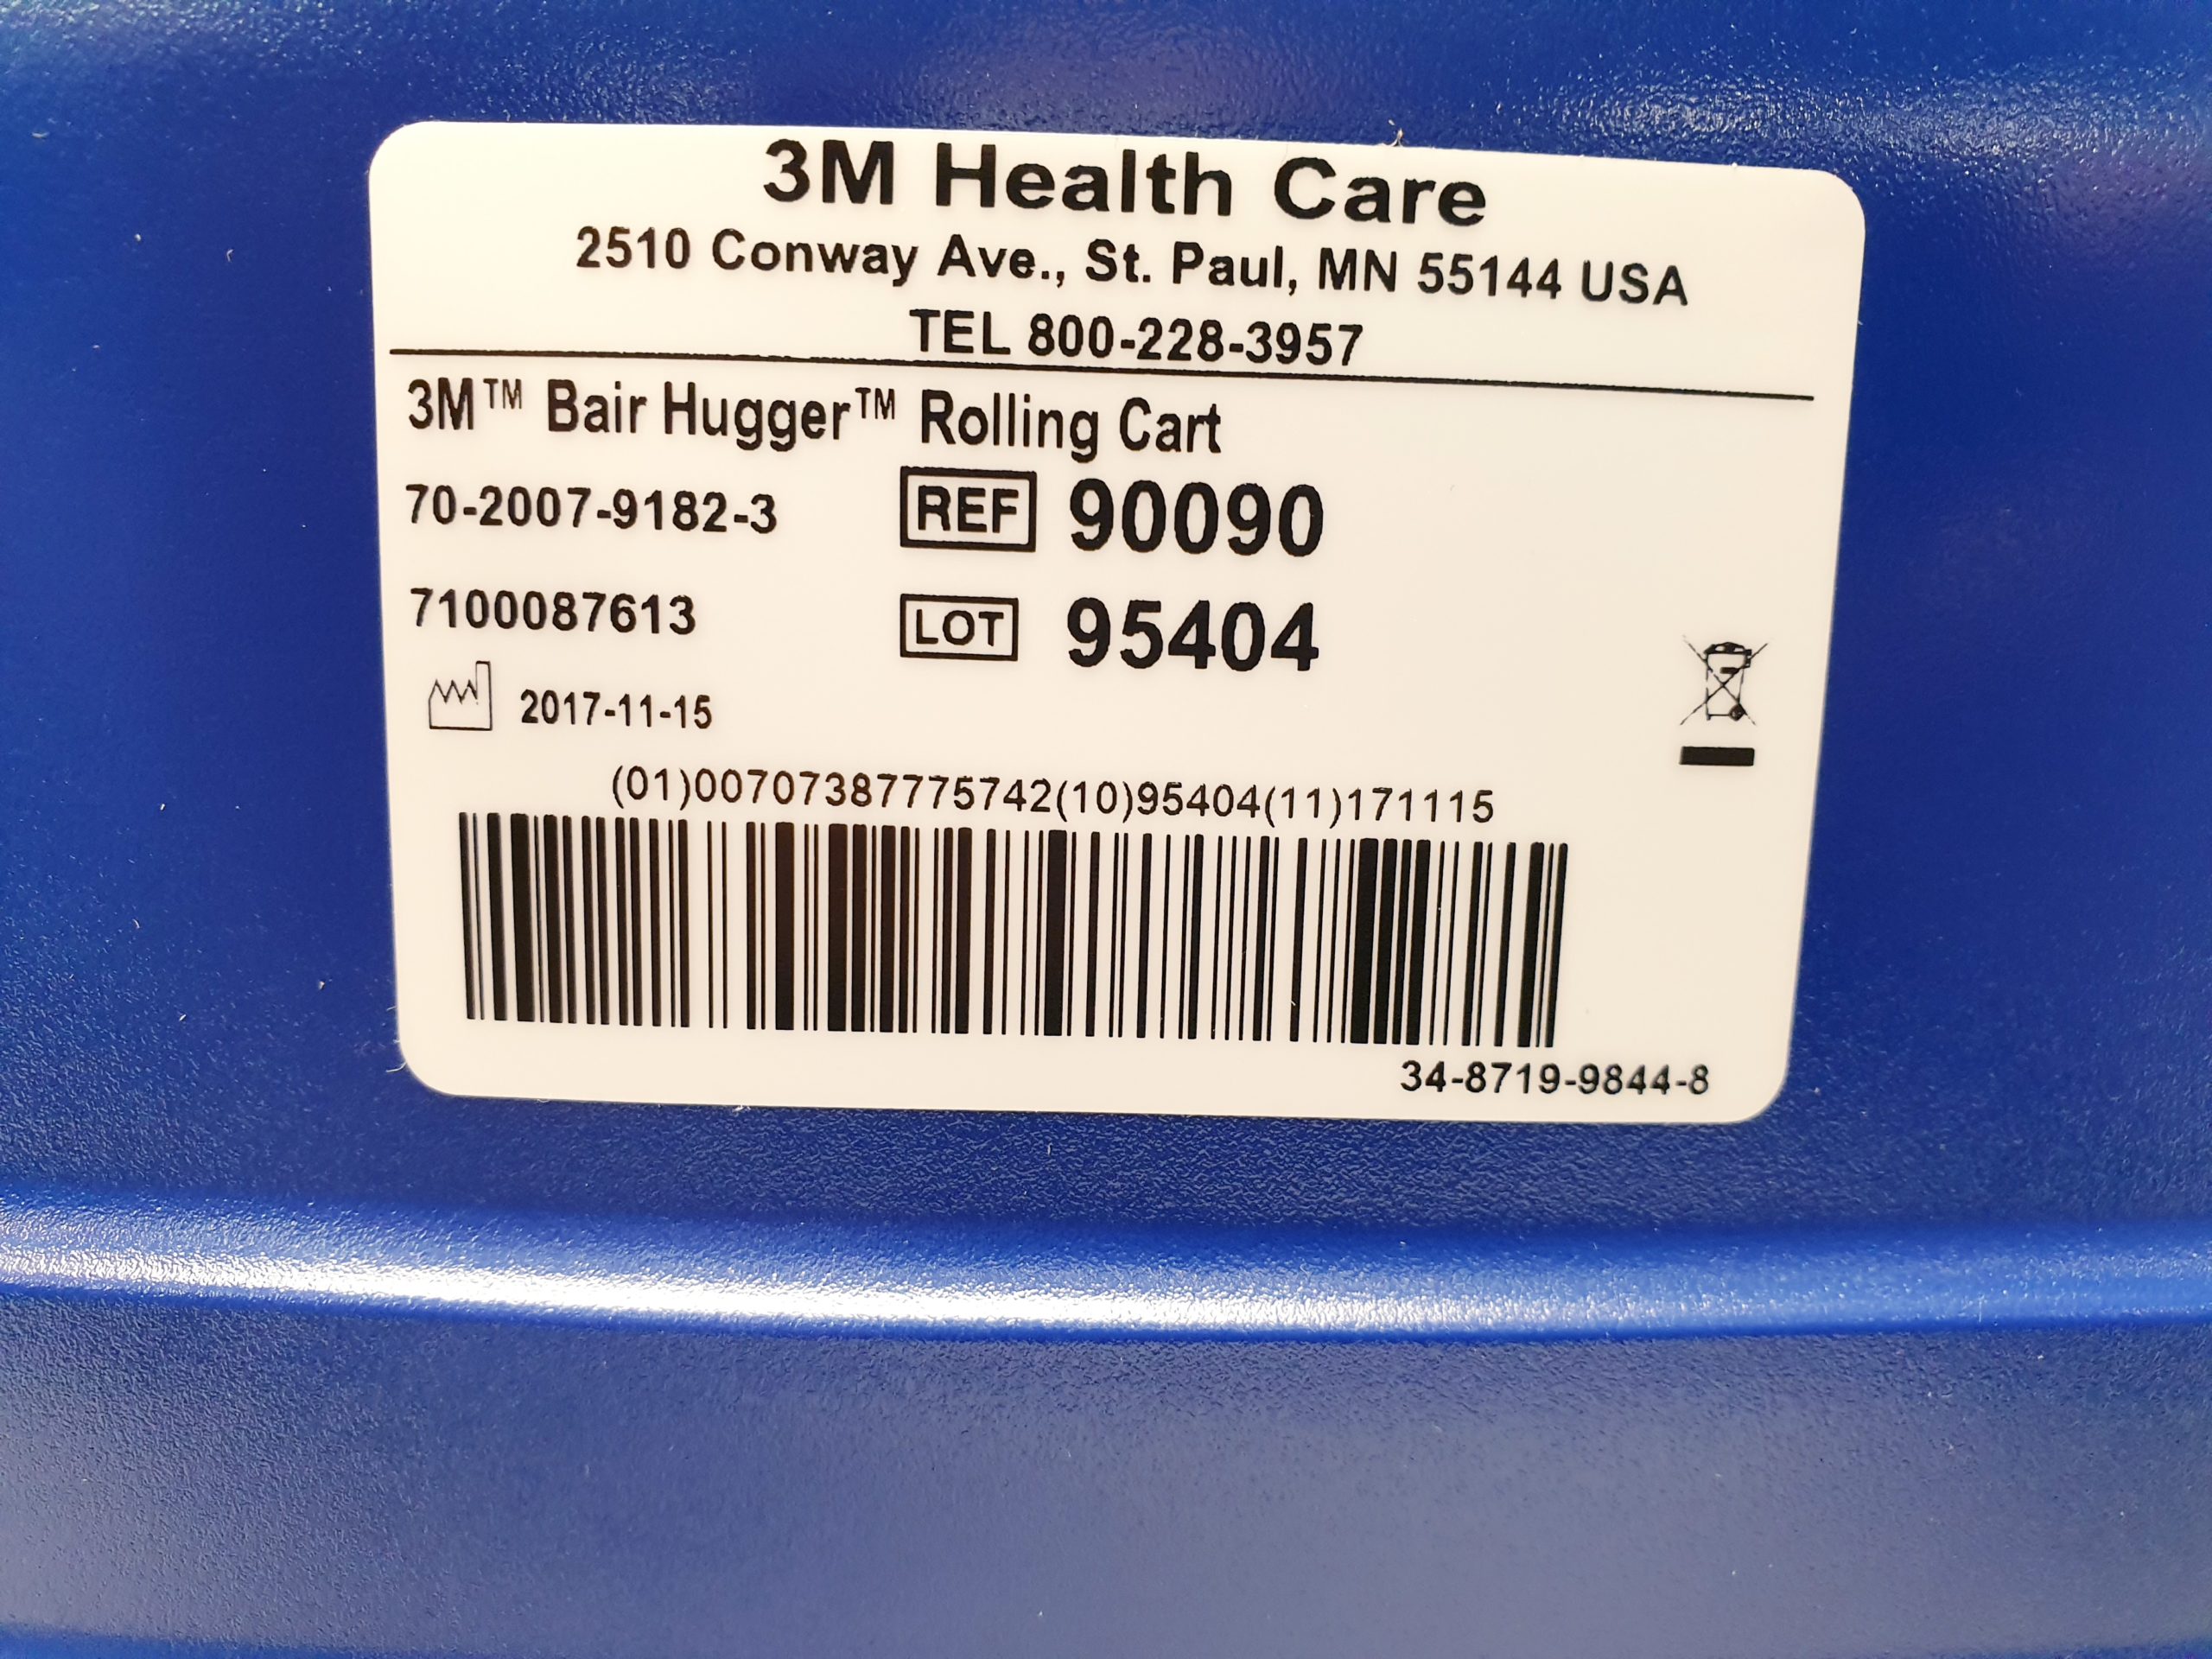 3M Health Care
2510 Conway Ave., St. Paul, MN 55144 USA
TEL 800-228-3957
3M™ Bair Hugger™ Rolling Cart
70-2007-9182-3 REF 90090
7100087613 LOT 95404
2017-11-15
(01)00707387775742(10)95404(11)171115
34-8719-9844-8